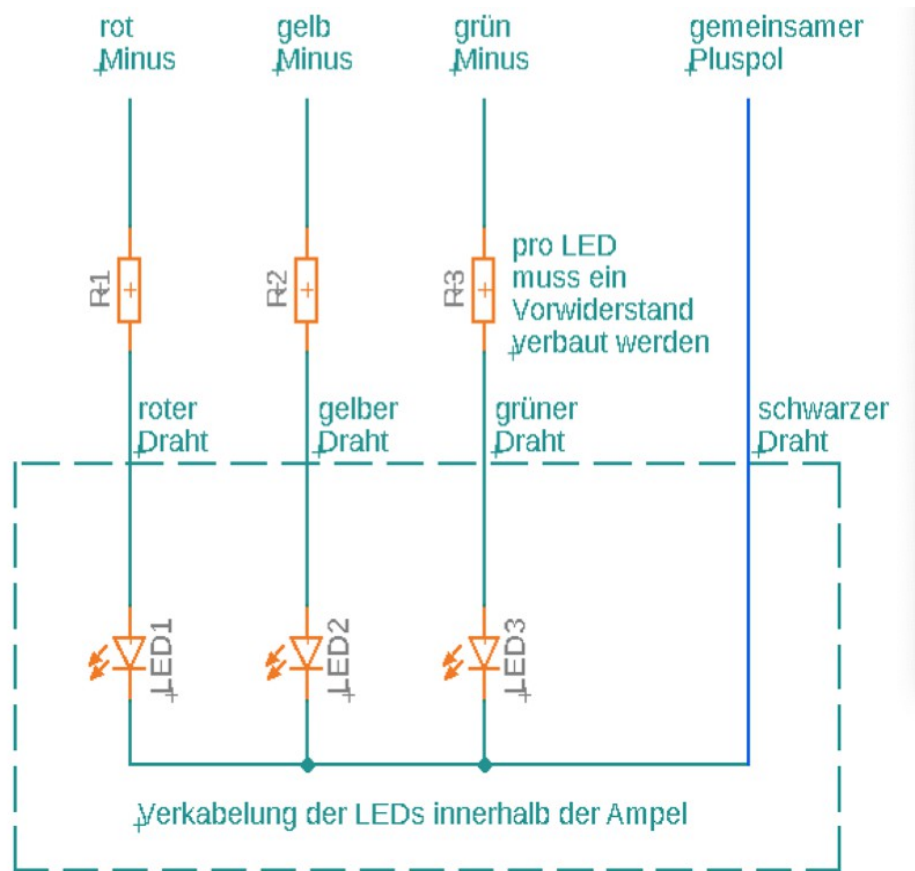 rot
Minus
gelb
Minus
grün
Minus
gemeinsamer
Pluspol
R1
R2
R3
pro LED
muss ein
Vorwiderstand
verbaut werden
roter
Draht
gelber
Draht
grüner
Draht
schwarzer
Draht
LED1
LED2
LED3
Verkabelung der LEDs innerhalb der Ampel